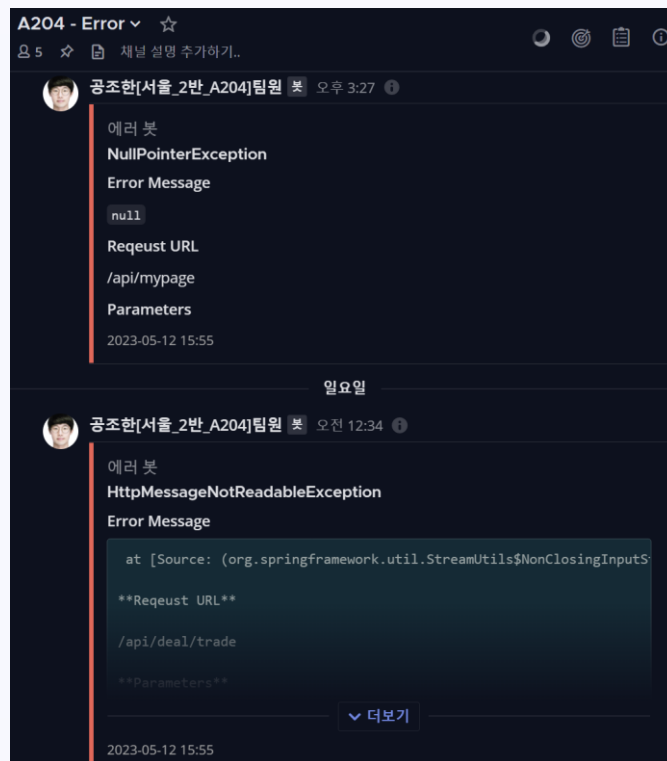 A204 - Error
5 채널 설명 추가하기..
공조한[서울_2반_A204]팀원 봇 오후 3:27
에러 봇
NullPointerException
Error Message
null
Reqeust URL
/api/mypage
Parameters
2023-05-12 15:55
일요일
공조한[서울_2반_A204]팀원 봇 오전 12:34
에러 봇
HttpMessageNotReadableException
Error Message
at [Source: (org.springframework.util.StreamUtils$NonClosingInputS
**Reqeust URL**
/api/deal/trade
**Parameters**
더보기
2023-05-12 15:55